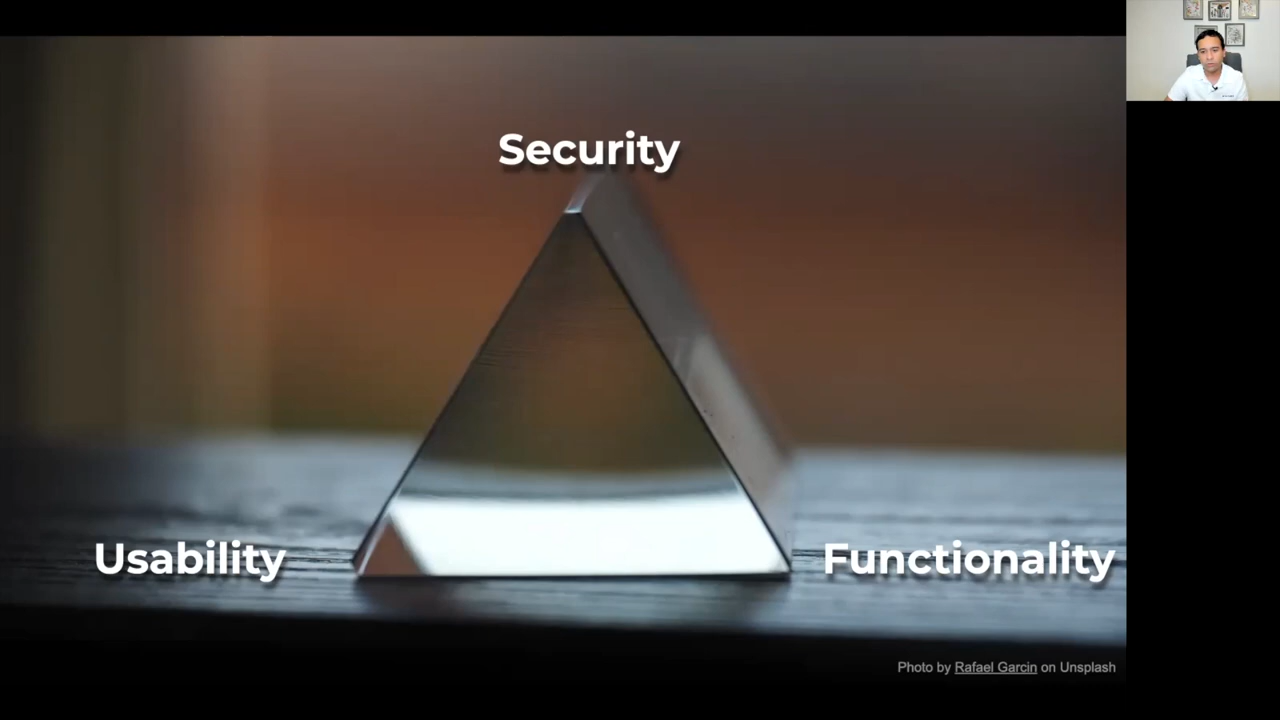 Security
Usability
Functionality
Photo by Rafael Garcin on Unsplash